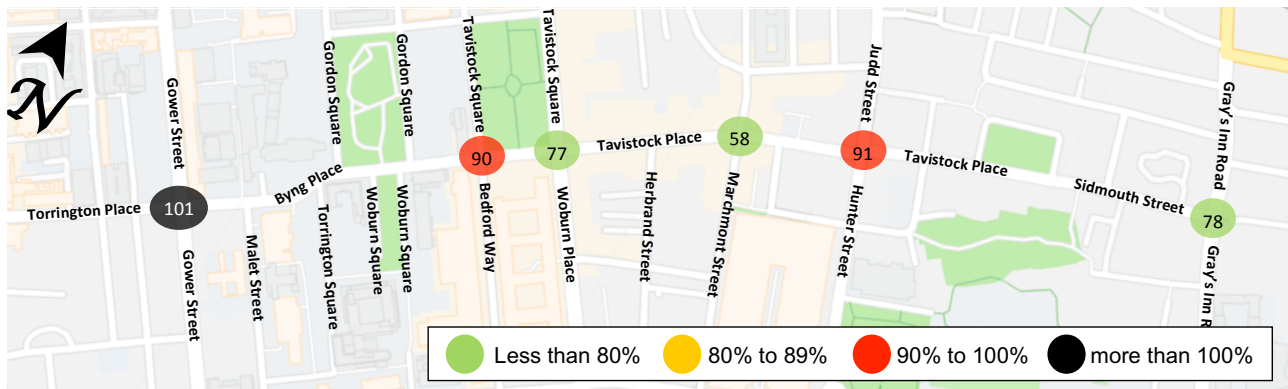 N
Gower Street
Gordon Square
Gordon Square
Tavistock Square
Tavistock Square
Judd Street
Gray's Inn Road
Torrington Place
101
Byng Place
90
77
Tavistock Place
58
91
Tavistock Place
Sidmouth Street
78
Gower Street
Malet Street
Torrington Square
Woburn Square
Woburn Square
Bedford Way
Woburn Place
Herbrand Street
Marchmont Street
Hunter Street
Gray's Inn R
Less than 80%
80% to 89%
90% to 100%
more than 100%